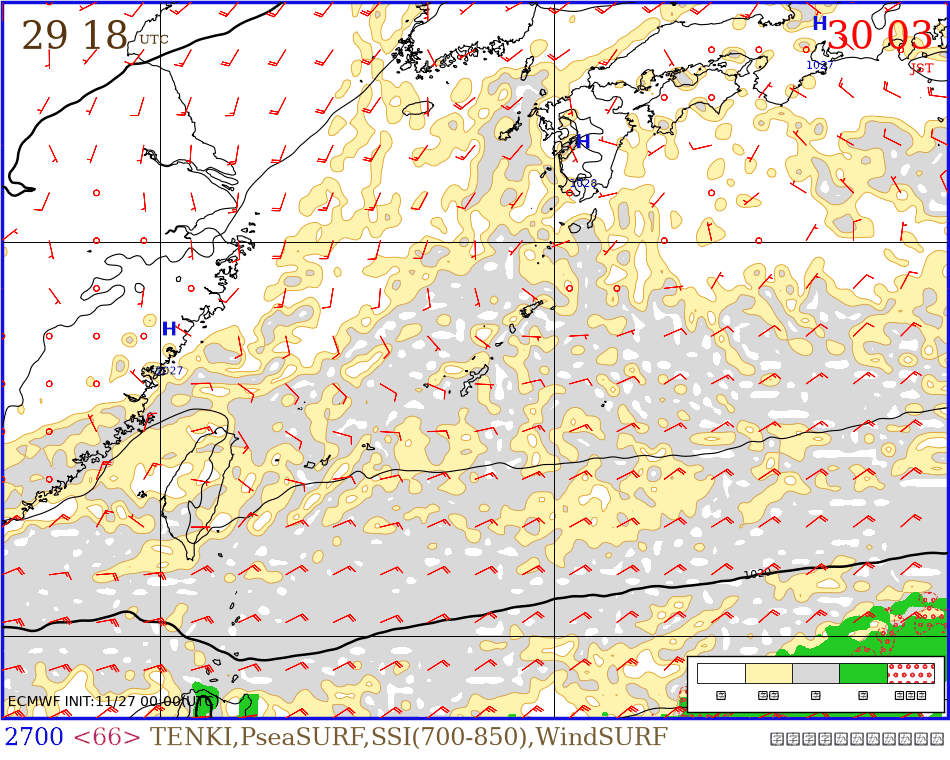 29 18 UTC
30 03 JST
H 1027
H 1028
H 1027
1020
ECMWF INIT:11/27 00:00(UTC)
2700 <66> TENKI,PseaSURF,SSI(700-850),WindSURF